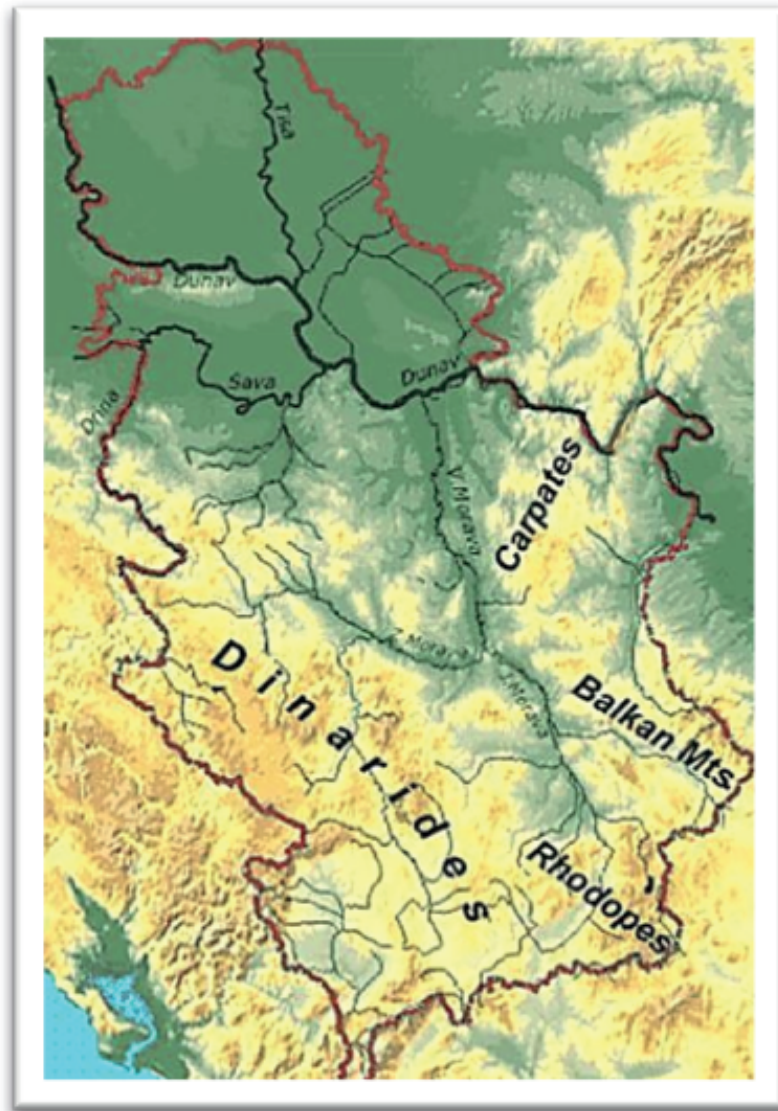 Tisa
Dunav
Sava
Dunav
Drina
V. Morava
Carpates
Z. Morava
J. Morava
Dinarides
Balkan Mts.
Rhodopes